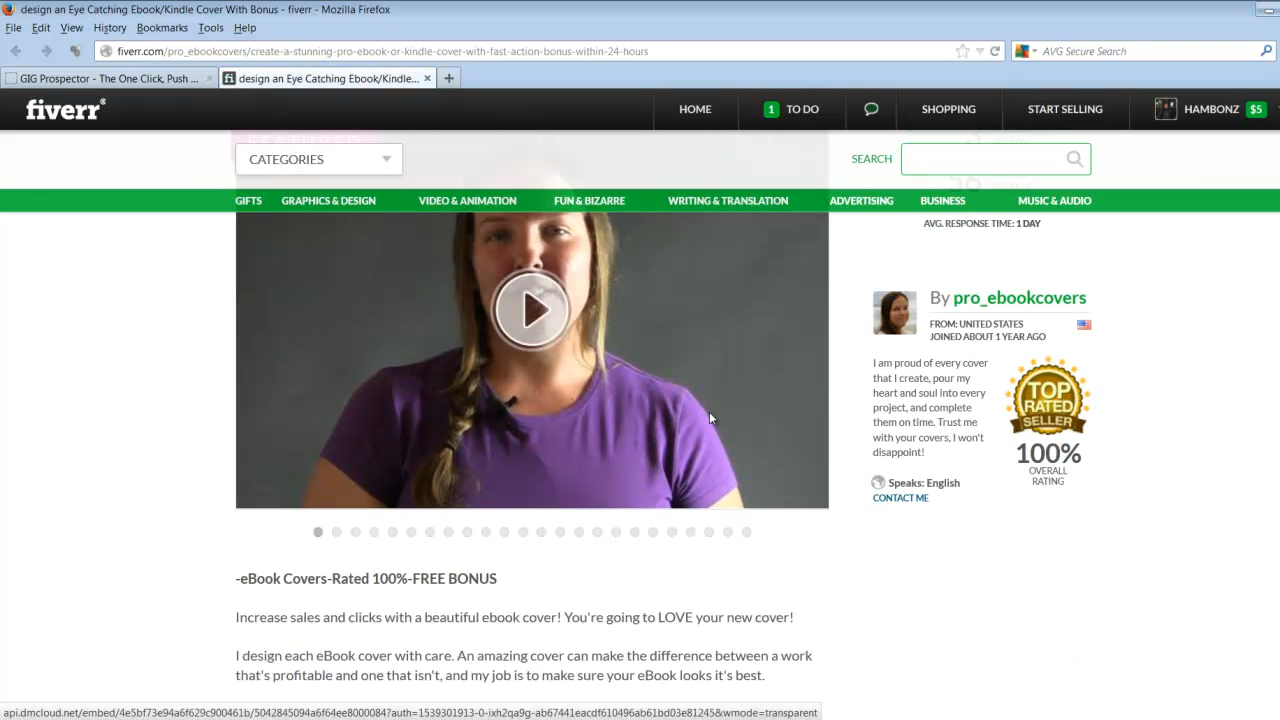 design an Eye Catching Ebook/Kindle Cover With Bonus - fiverr - Mozilla Firefox
File Edit View History Bookmarks Tools Help
fiverr.com/pro_ebookcovers/create-a-stunning-pro-ebook-or-kindle-cover-with-fast-action-bonus-within-24-hours
AVG Secure Search
GIG Prospector - The One Click, Push ...
design an Eye Catching Ebook/Kindle...
fiverr®
HOME
1 TO DO
SHOPPING
START SELLING
HAMBONZ $5
CATEGORIES
SEARCH
GIFTS GRAPHICS & DESIGN VIDEO & ANIMATION FUN & BIZARRE WRITING & TRANSLATION ADVERTISING BUSINESS MUSIC & AUDIO
AVG. RESPONSE TIME: 1 DAY
By pro_ebookcovers
FROM: UNITED STATES
JOINED ABOUT 1 YEAR AGO
I am proud of every cover
that I create, pour my
heart and soul into every
project, and complete
them on time. Trust me
with your covers, I won't
disappoint!
TOP
RATED
SELLER
100%
OVERALL
RATING
Speaks: English
CONTACT ME
-eBook Covers-Rated 100%-FREE BONUS
Increase sales and clicks with a beautiful ebook cover! You're going to LOVE your new cover!
I design each eBook cover with care. An amazing cover can make the difference between a work
that's profitable and one that isn't, and my job is to make sure your eBook looks it's best.
api.dmcloud.net/embed/4e5bf73e94a6f629c900461b/5042845094a6f64ee8000084?auth=1539301913-0-ixh2qa9g-ab67441eacdf610496ab61bd03e81245&wmode=transparent